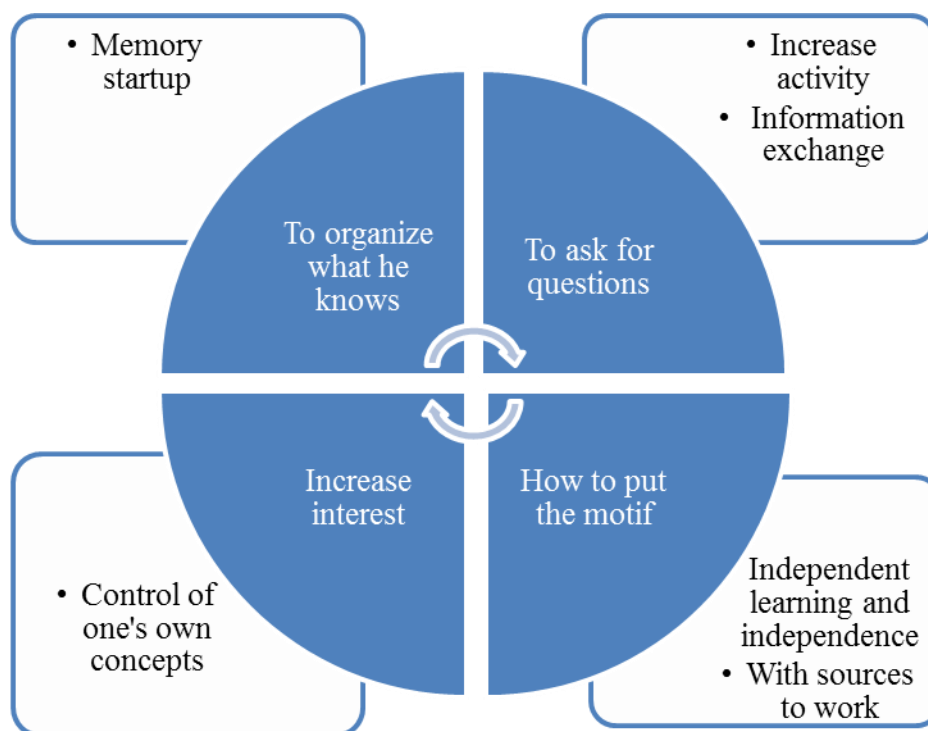 • Memory
startup
• Increase
activity
• Information
exchange
To organize
what he
knows
To ask for
questions
Increase
interest
How to put
the motif
• Control of
one's own
concepts
Independent
learning and
independence
• With sources
to work